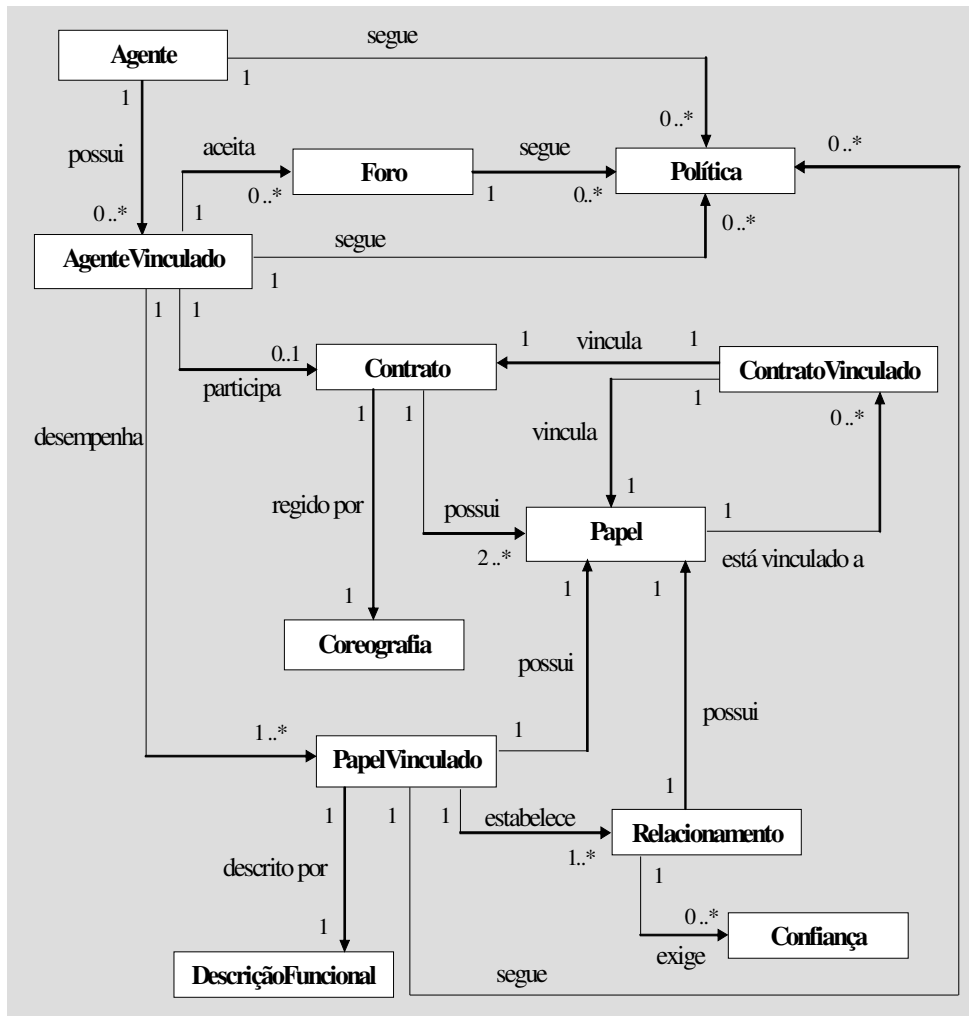 segue
Agente
1
1
0..*
possui
aceita
segue
0..*
Foro
Política
0..*
1
0..*
0..*
1
segue
0..*
AgenteVinculado
1
1
1
0..1
1
vincula
1
Contrato
ContratoVinculado
participa
1
1
1
0..*
desempenha
vincula
regido por
possui
1
1
Papel
2..*
está vinculado a
1
1
1
Coreografia
possui
possui
1..*
1
PapelVinculado
1
1
1
1
estabelece
Relacionamento
1..*
descrito por
1
0..*
1
Confiança
exige
DescriçãoFuncional
segue